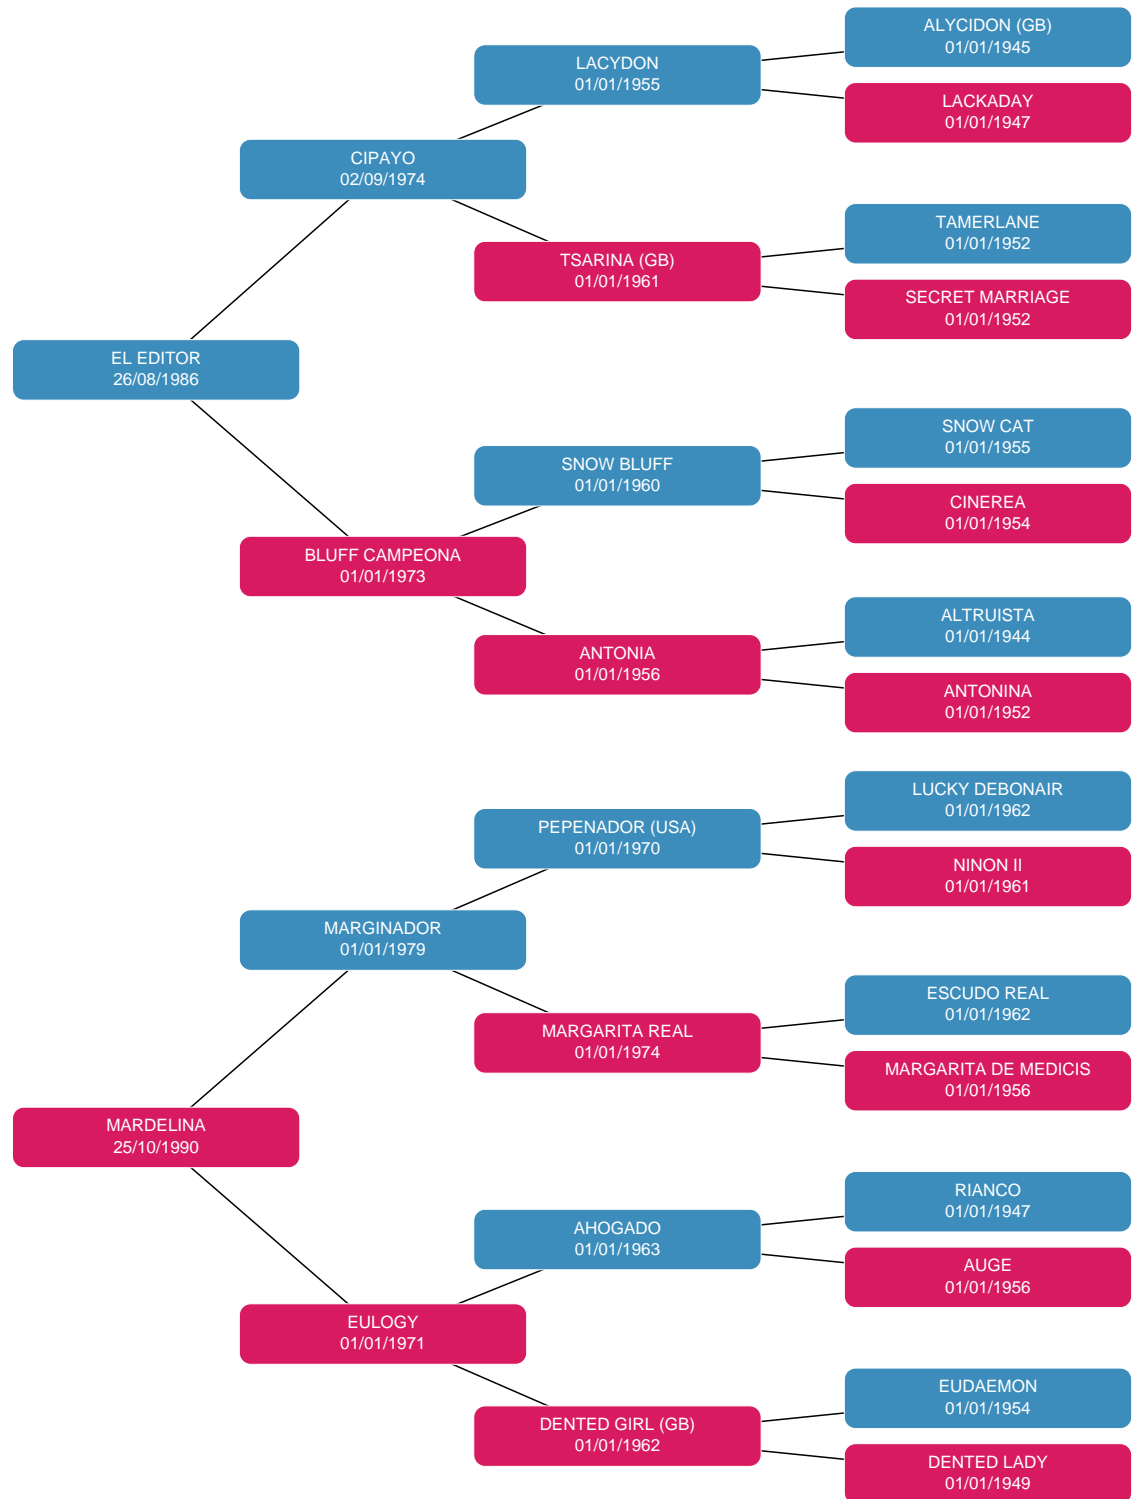 ALYCIDON (GB)
01/01/1945
LACYDON
01/01/1955
LACKADAY
01/01/1947
CIPAYO
02/09/1974
TAMERLANE
01/01/1952
TSARINA (GB)
01/01/1961
SECRET MARRIAGE
01/01/1952
EL EDITOR
26/08/1986
SNOW CAT
01/01/1955
SNOW BLUFF
01/01/1960
CINEREA
01/01/1954
BLUFF CAMPEONA
01/01/1973
ALTRUISTA
01/01/1944
ANTONIA
01/01/1956
ANTONINA
01/01/1952
LUCKY DEBONAIR
01/01/1962
PEPENADOR (USA)
01/01/1970
NINON II
01/01/1961
MARGINADOR
01/01/1979
ESCUDO REAL
01/01/1962
MARGARITA REAL
01/01/1974
MARGARITA DE MEDICIS
01/01/1956
MARDELINA
25/10/1990
RIANCO
01/01/1947
AHOGADO
01/01/1963
AUGE
01/01/1956
EULOGY
01/01/1971
EUDAEMON
01/01/1954
DENTED GIRL (GB)
01/01/1962
DENTED LADY
01/01/1949